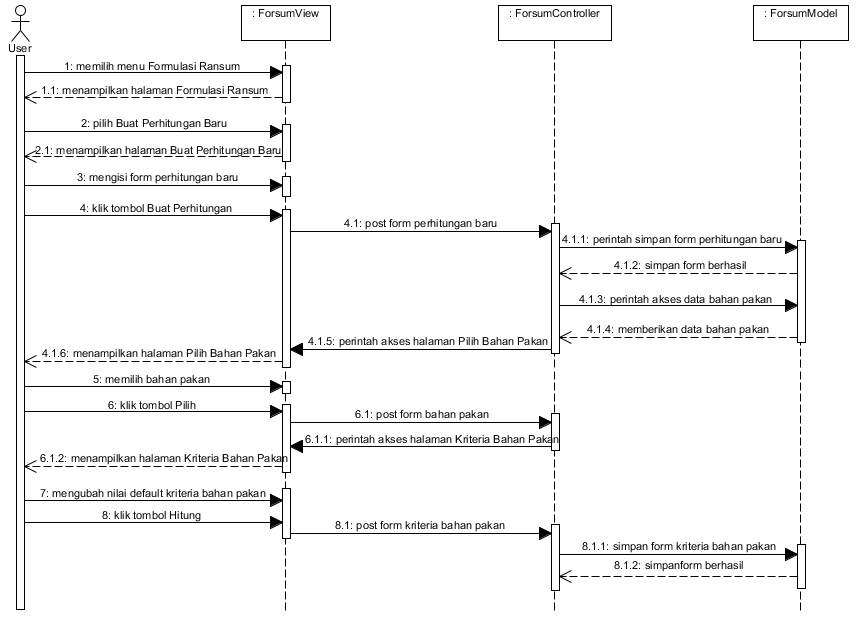 : ForsumView
: ForsumController
: ForsumModel
User
1: memilih menu Formulasi Ransum
1.1: menampilkan halaman Formulasi Ransum
2: pilih Buat Perhitungan Baru
2.1: menampilkan halaman Buat Perhitungan Baru
3: mengisi form perhitungan baru
4: klik tombol Buat Perhitungan
4.1: post form perhitungan baru
4.1.1: perintah simpan form perhitungan baru
4.1.2: simpan form berhasil
4.1.3: perintah akses data bahan pakan
4.1.4: memberikan data bahan pakan
4.1.5: perintah akses halaman Pilih Bahan Pakan
4.1.6: menampilkan halaman Pilih Bahan Pakan
5: memilih bahan pakan
6: klik tombol Pilih
6.1: post form bahan pakan
6.1.1: perintah akses halaman Kriteria Bahan Pakan
6.1.2: menampilkan halaman Kriteria Bahan Pakan
7: mengubah nilai default kriteria bahan pakan
8: klik tombol Hitung
8.1: post form kriteria bahan pakan
8.1.1: simpan form kriteria bahan pakan
8.1.2: simpanform berhasil